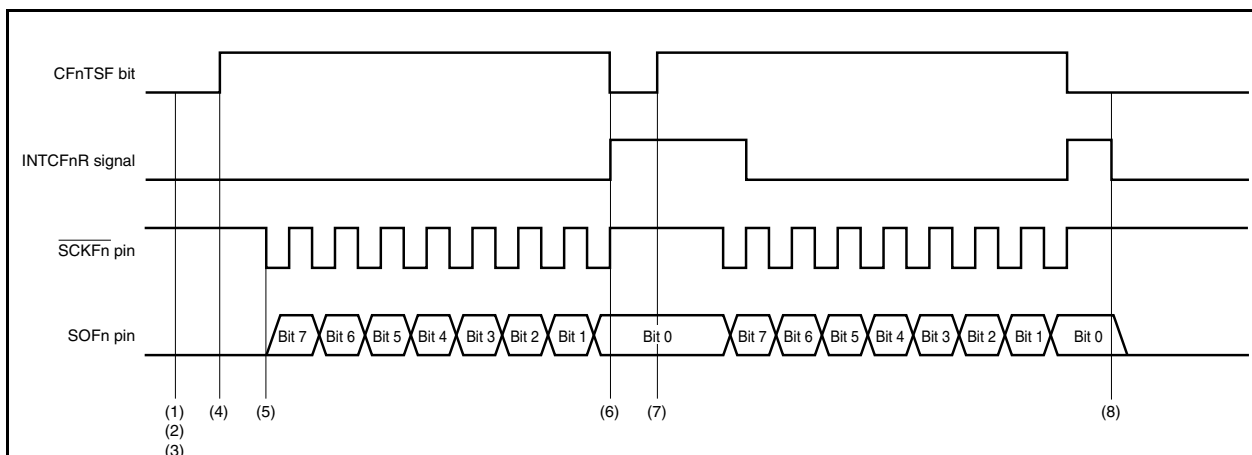 CFnTSF bit
INTCFnR signal
SCKFn pin
SOFn pin
Bit 7 Bit 6 Bit 5 Bit 4 Bit 3 Bit 2 Bit 1 Bit 0 Bit 7 Bit 6 Bit 5 Bit 4 Bit 3 Bit 2 Bit 1 Bit 0
(1) (4) (5) (6) (7) (8)
(2)
(3)